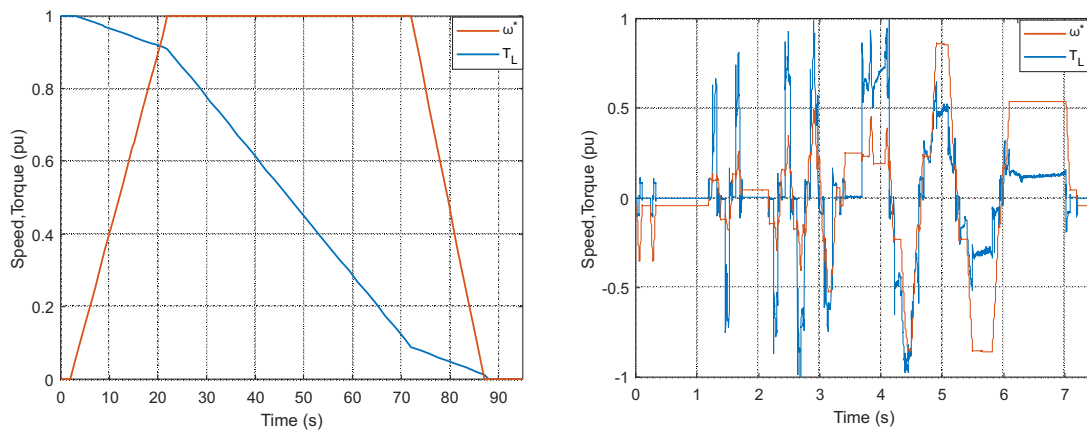 Speed,Torque (pu)
1
0.8
0.6
0.4
0.2
0
0 10 20 30 40 50 60 70 80 90
Time (s)
ω*
T_L
Speed,Torque (pu)
1
0.5
0
-0.5
-1
0 1 2 3 4 5 6 7
Time (s)
ω*
T_L